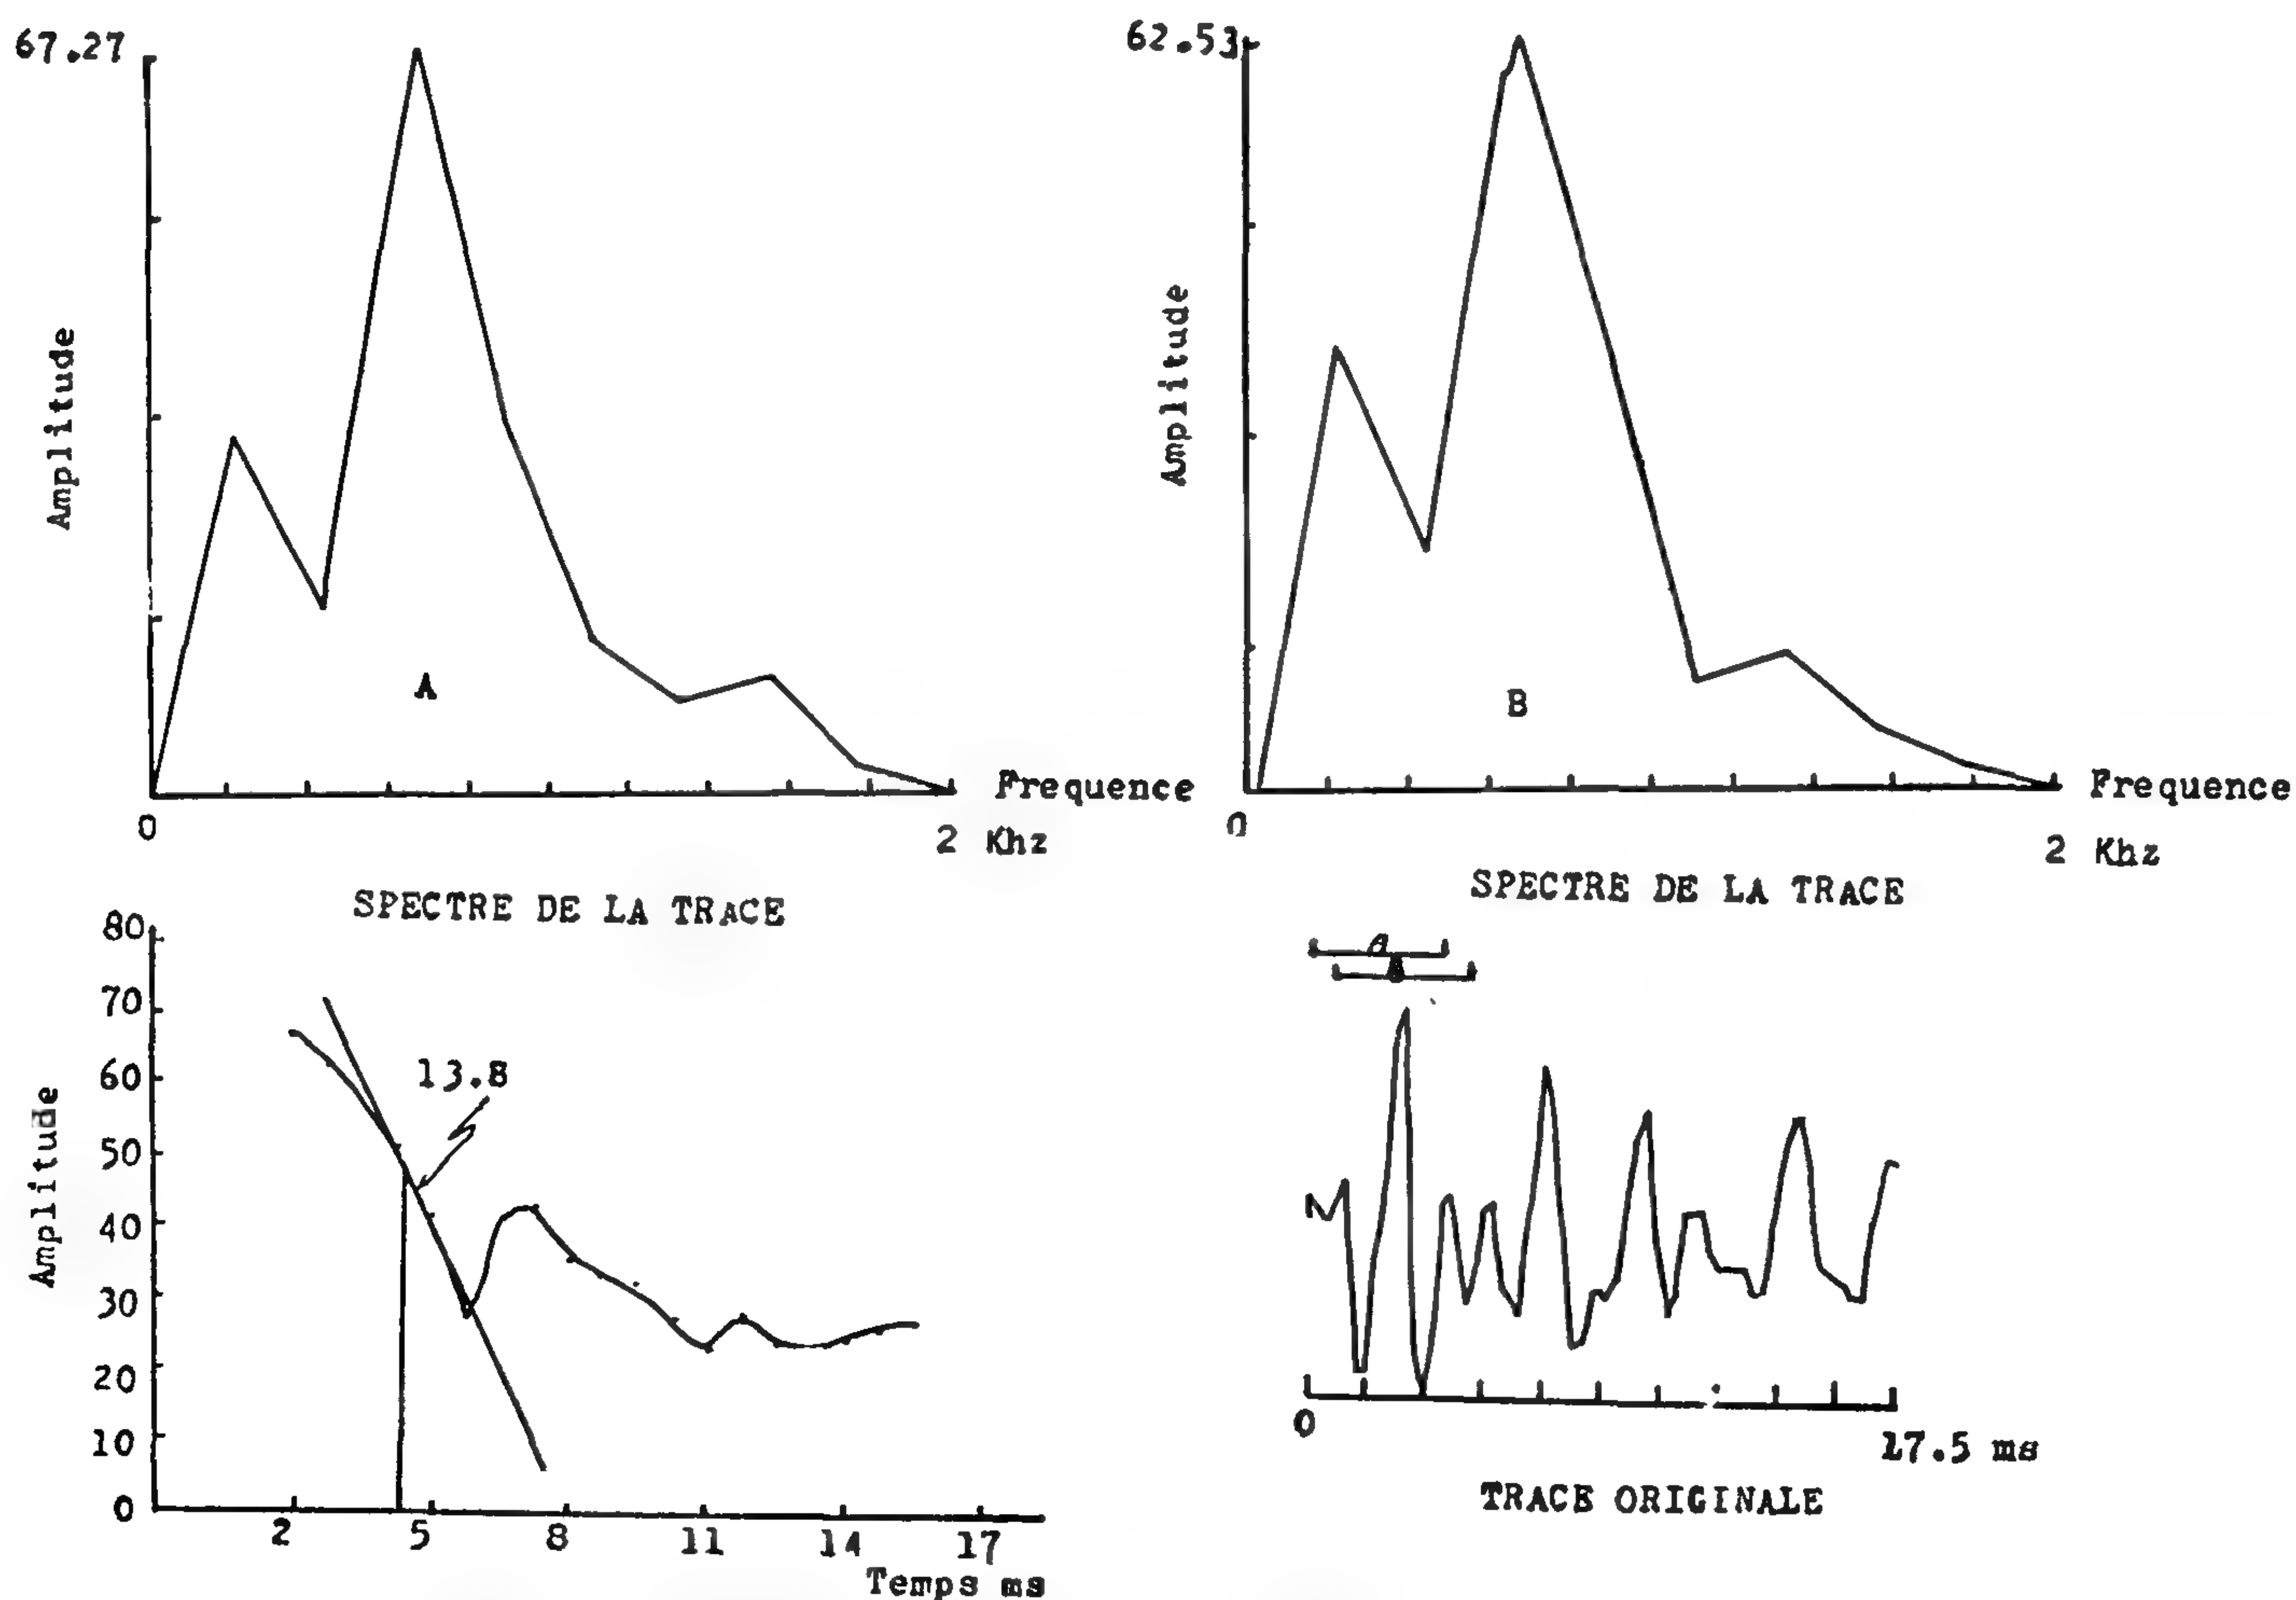 67.27
Amplitude
A
0
Frequence
2 Khz
SPECTRE DE LA TRACE
62.53
Amplitude
B
0
Frequence
2 Khz
SPECTRE DE LA TRACE
80
70
60
50
40
30
20
10
0
Amplitude
13.8
2 5 8 11 14 17
Temps ms
A
0
17.5 ms
TRACE ORIGINALE